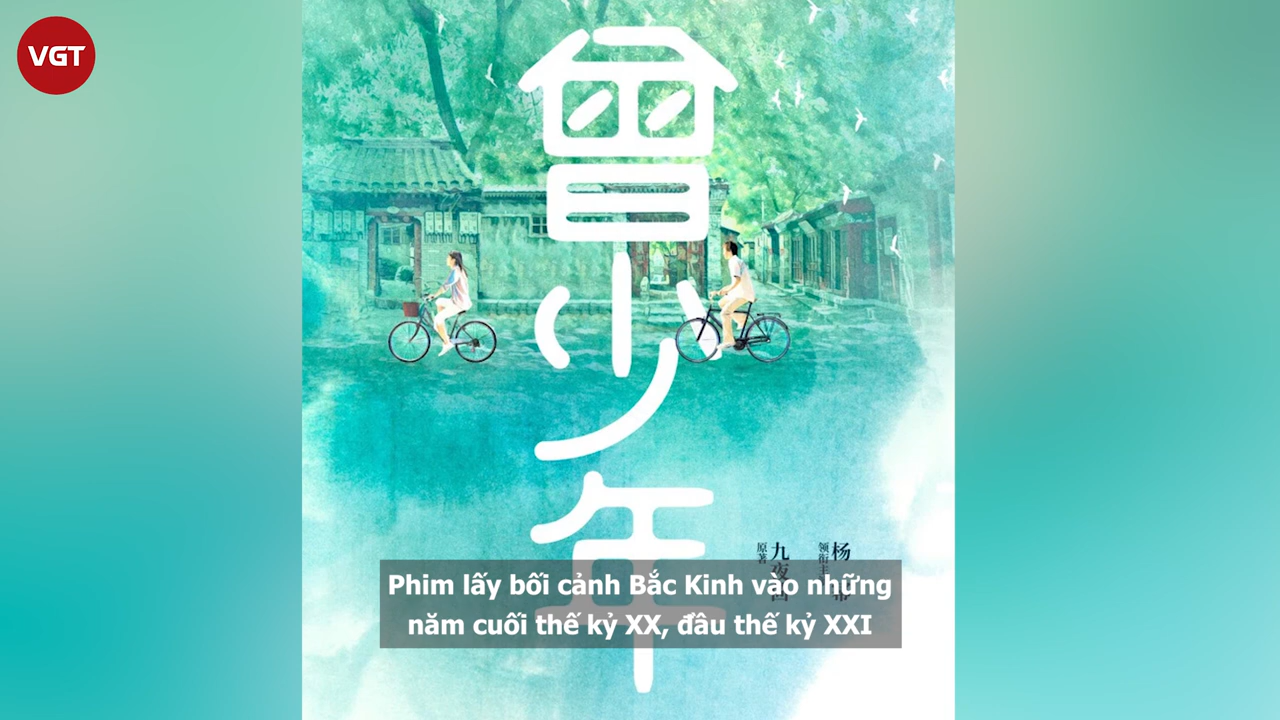 VGT
曾少年
原著
九夜茴
领衔主
杨
Phim lấy bối cảnh Bắc Kinh vào những
năm cuối thế kỷ XX, đầu thế kỷ XXI